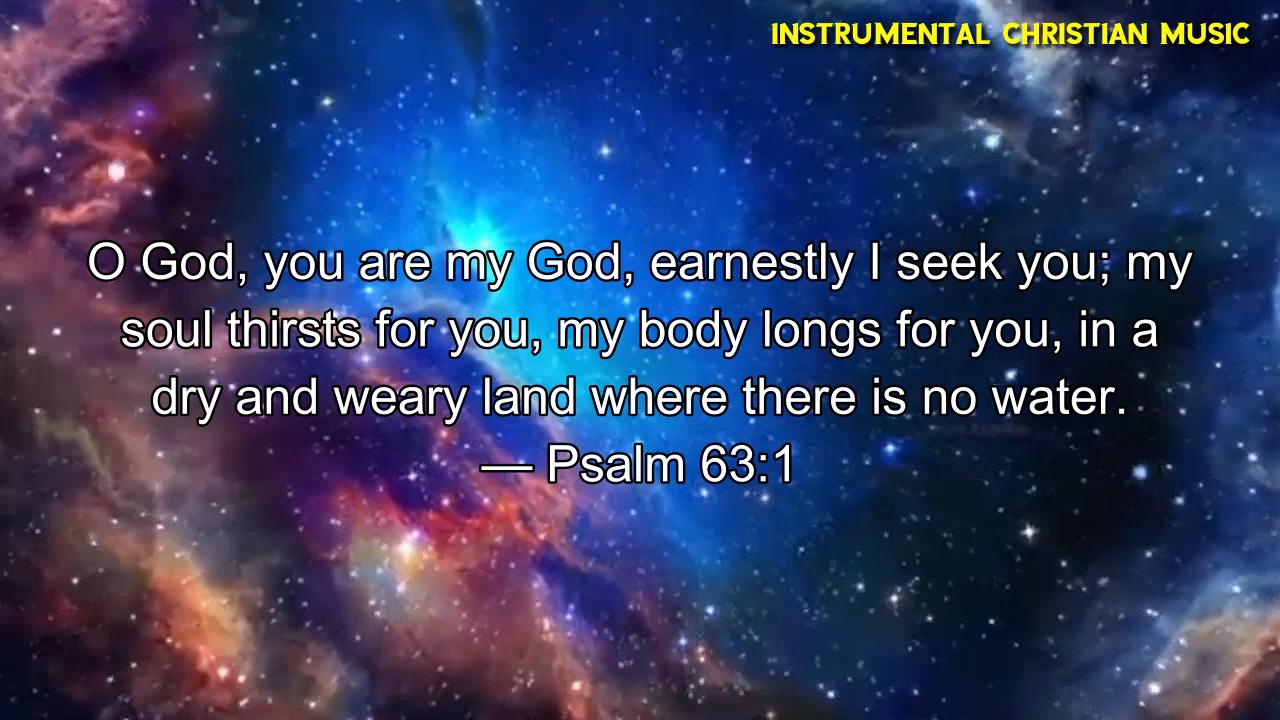 INSTRUMENTAL CHRISTIAN MUSIC
O God, you are my God, earnestly I seek you; my
soul thirsts for you, my body longs for you, in a
dry and weary land where there is no water.
— Psalm 63:1